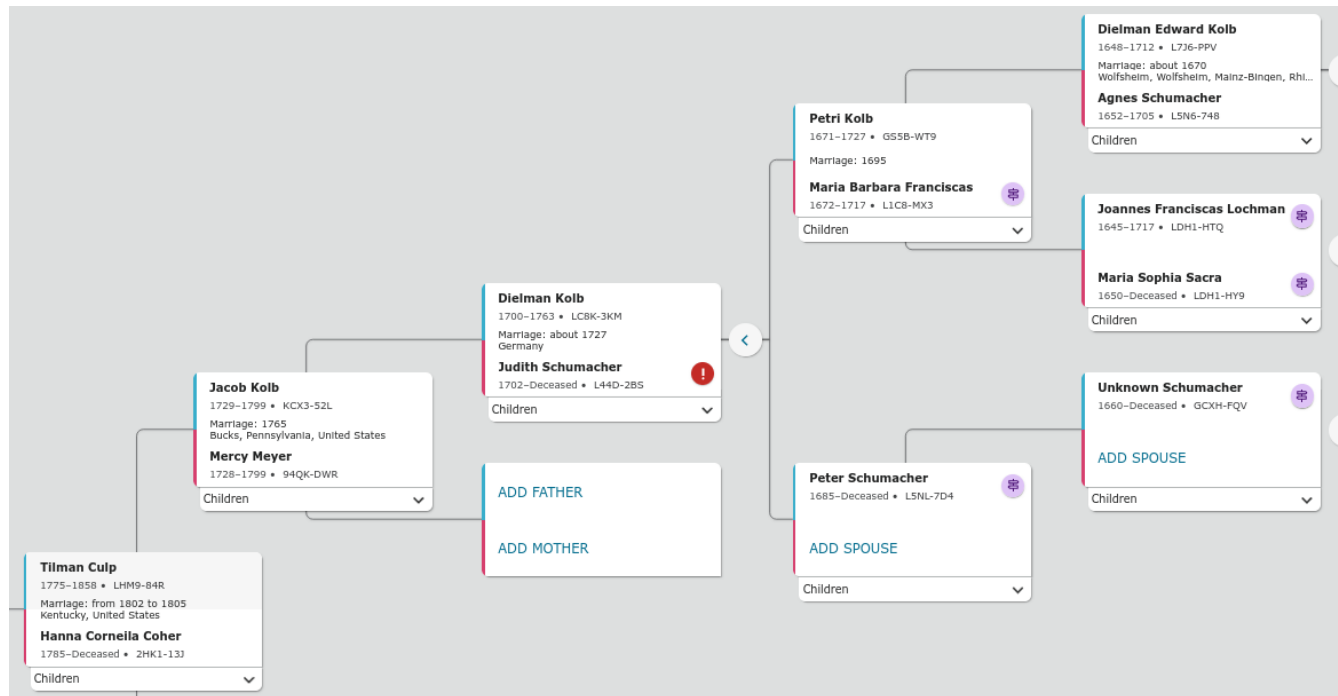 Dielman Edward Kolb
1648–1712 • L7J6-PPV
Marriage: about 1670
Wolfsheim, Wolfsheim, Mainz-Bingen, Rhi...
Agnes Schumacher
1652–1705 • L5N6-748
Children
Petri Kolb
1671–1727 • GS5B-WT9
Marriage: 1695
Maria Barbara Franciscas
1672–1717 • L1C8-MX3
Children
Joannes Franciscas Lochman
1645–1717 • LDH1-HTQ
Maria Sophia Sacra
1650–Deceased • LDH1-HY9
Children
Dielman Kolb
1700–1763 • LC8K-3KM
Marriage: about 1727
Germany
Judith Schumacher
1702–Deceased • L44D-2BS
Children
Jacob Kolb
1729–1799 • KCX3-52L
Marriage: 1765
Bucks, Pennsylvania, United States
Mercy Meyer
1728–1799 • 94QK-DWR
Children
Unknown Schumacher
1660–Deceased • GCXH-FQV
ADD SPOUSE
Children
ADD FATHER
ADD MOTHER
Peter Schumacher
1685–Deceased • L5NL-7D4
ADD SPOUSE
Children
Tilman Culp
1775–1858 • LHM9-84R
Marriage: from 1802 to 1805
Kentucky, United States
Hanna Corneila Coher
1785–Deceased • 2HK1-13J
Children